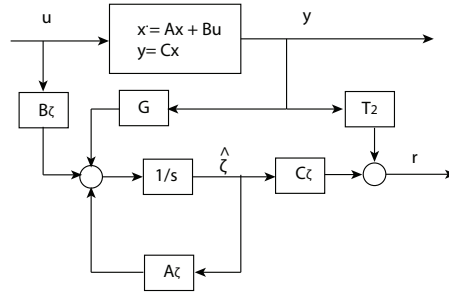 u
x˙= Ax + Bu
y= Cx
y
Bζ
G
T2
1/s
ζ̂
Cζ
r
Aζ